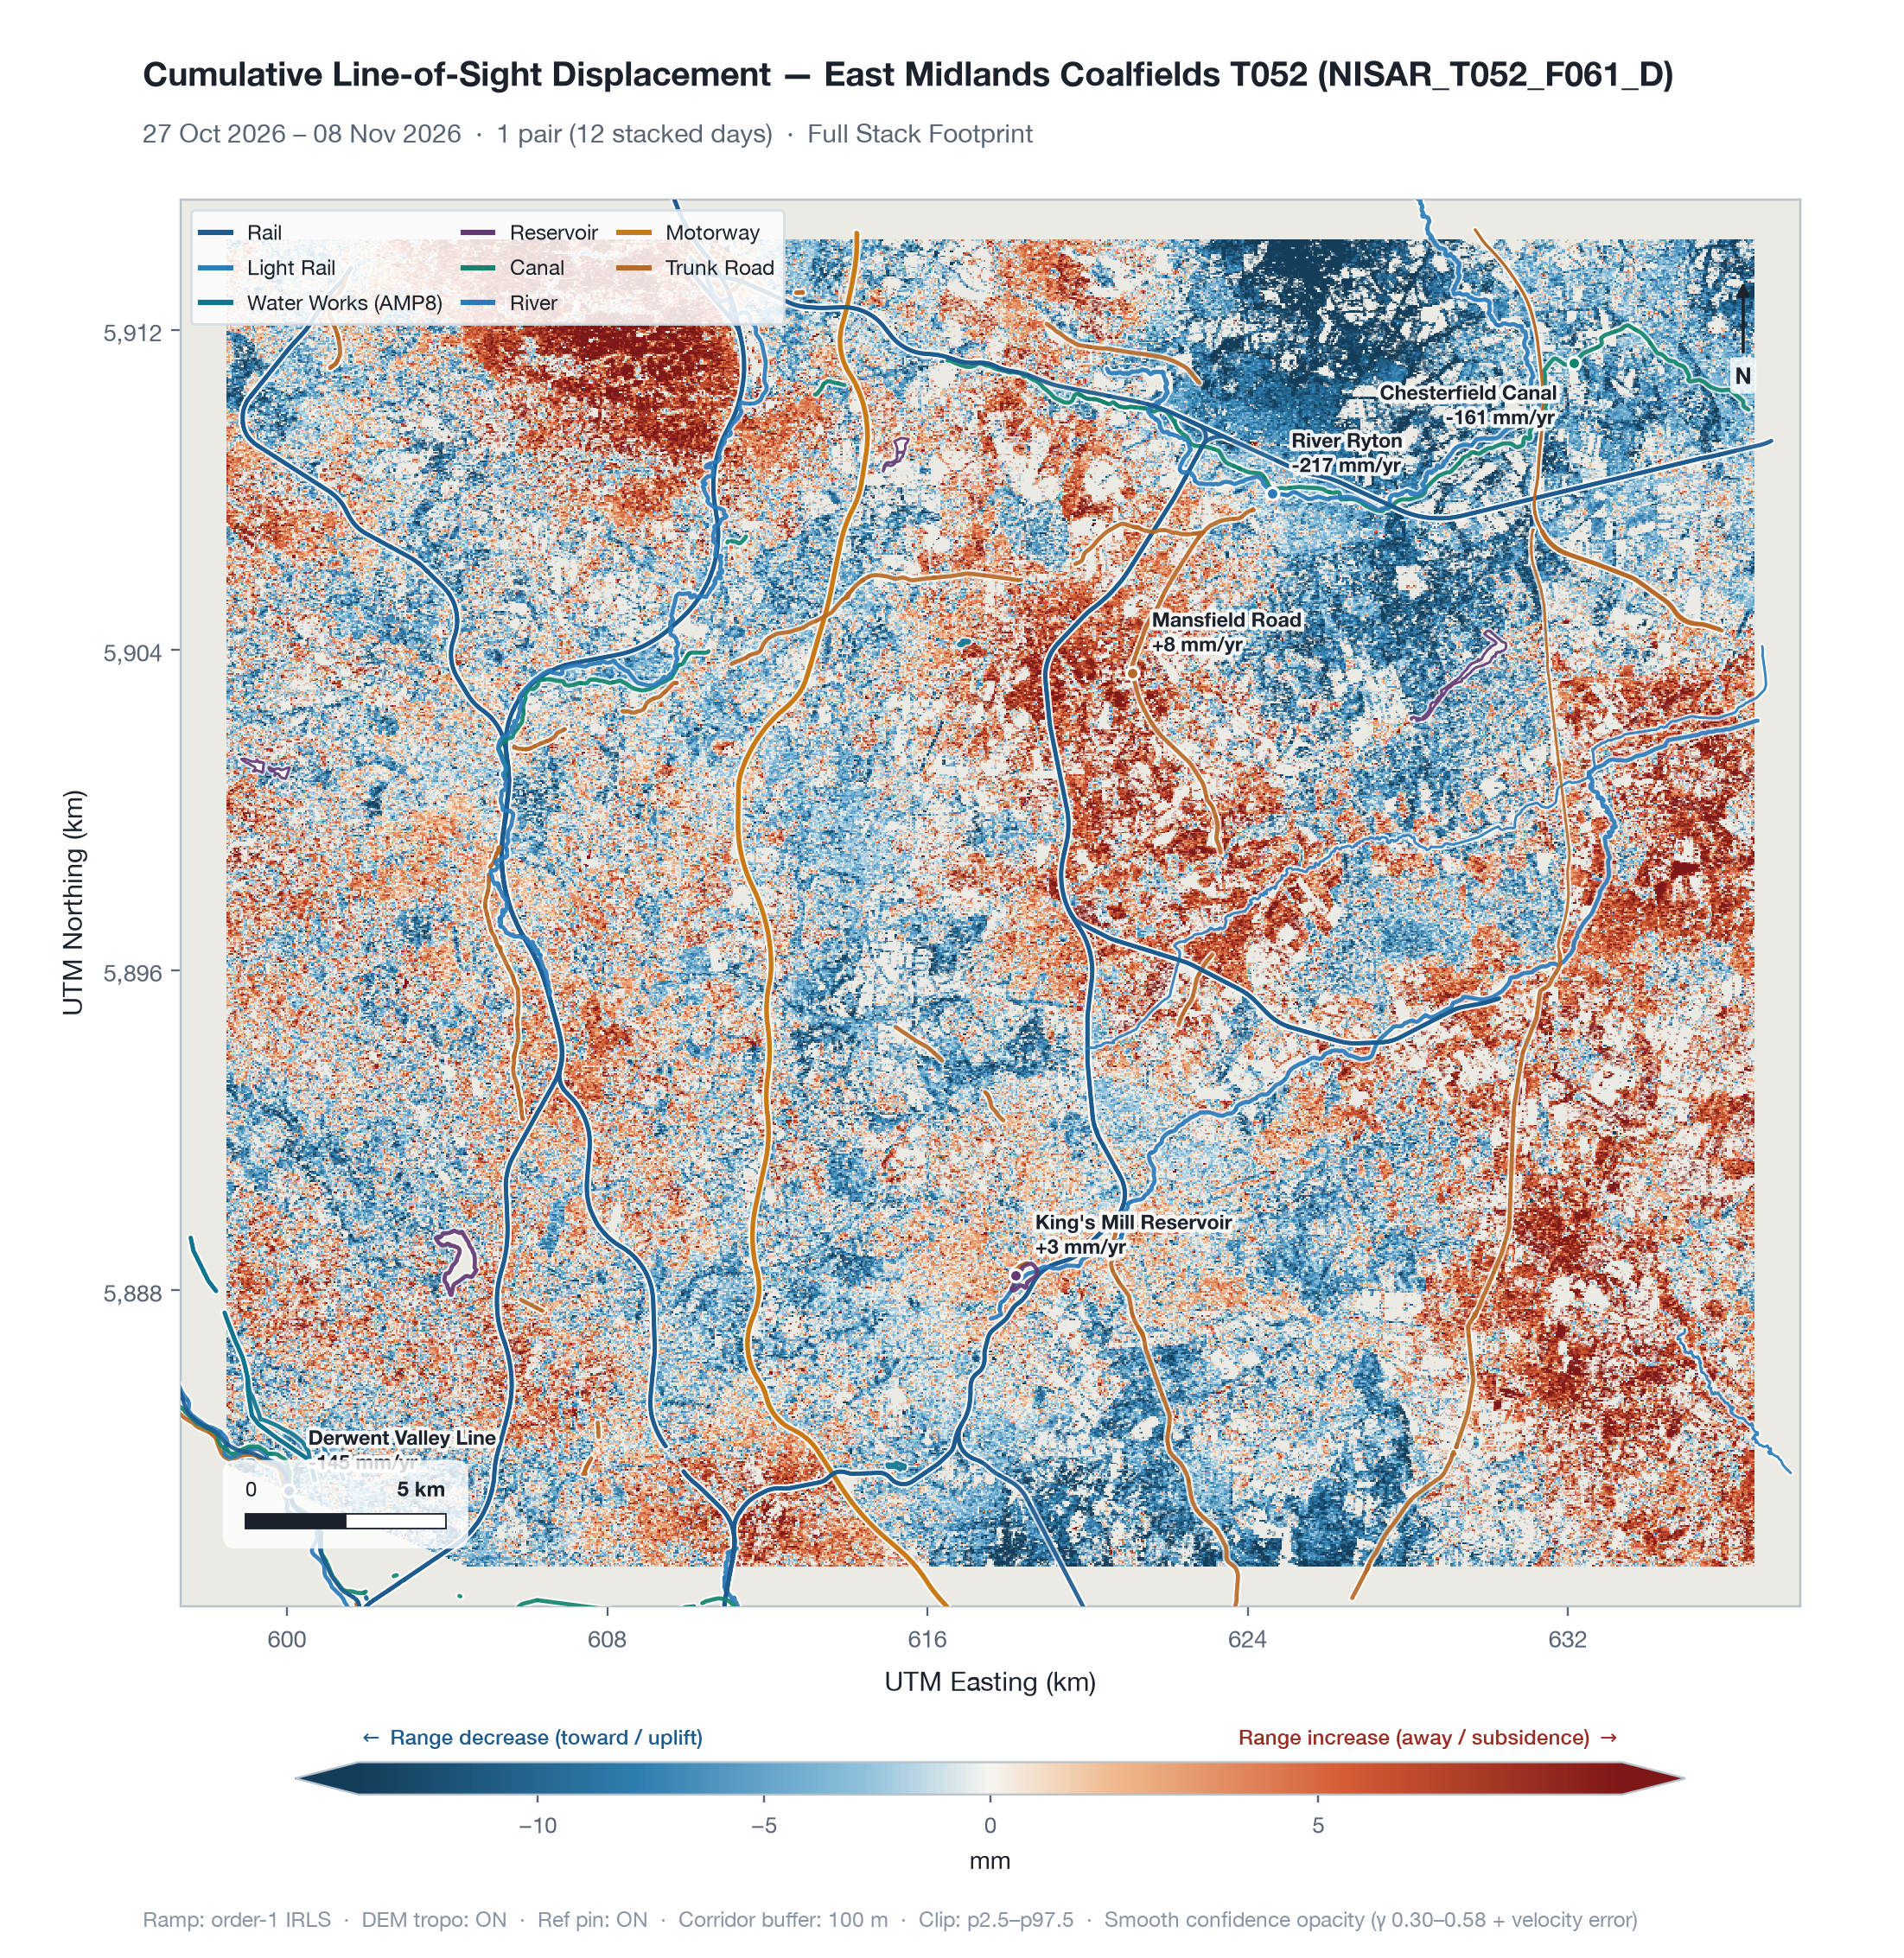 Cumulative Line-of-Sight Displacement — East Midlands Coalfields T052 (NISAR_T052_F061_D)
27 Oct 2026 – 08 Nov 2026 · 1 pair (12 stacked days) · Full Stack Footprint
Rail
Light Rail
Water Works (AMP8)
Reservoir
Canal
River
Motorway
Trunk Road
N
Chesterfield Canal
-161 mm/yr
River Ryton
-217 mm/yr
Mansfield Road
+8 mm/yr
King's Mill Reservoir
+3 mm/yr
Derwent Valley Line
-145 mm/yr
0 5 km
5,912
5,904
5,896
5,888
UTM Northing (km)
600 608 616 624 632
UTM Easting (km)
← Range decrease (toward / uplift)
Range increase (away / subsidence) →
−10 −5 0 5
mm
Ramp: order-1 IRLS · DEM tropo: ON · Ref pin: ON · Corridor buffer: 100 m · Clip: p2.5–p97.5 · Smooth confidence opacity (γ 0.30–0.58 + velocity error)